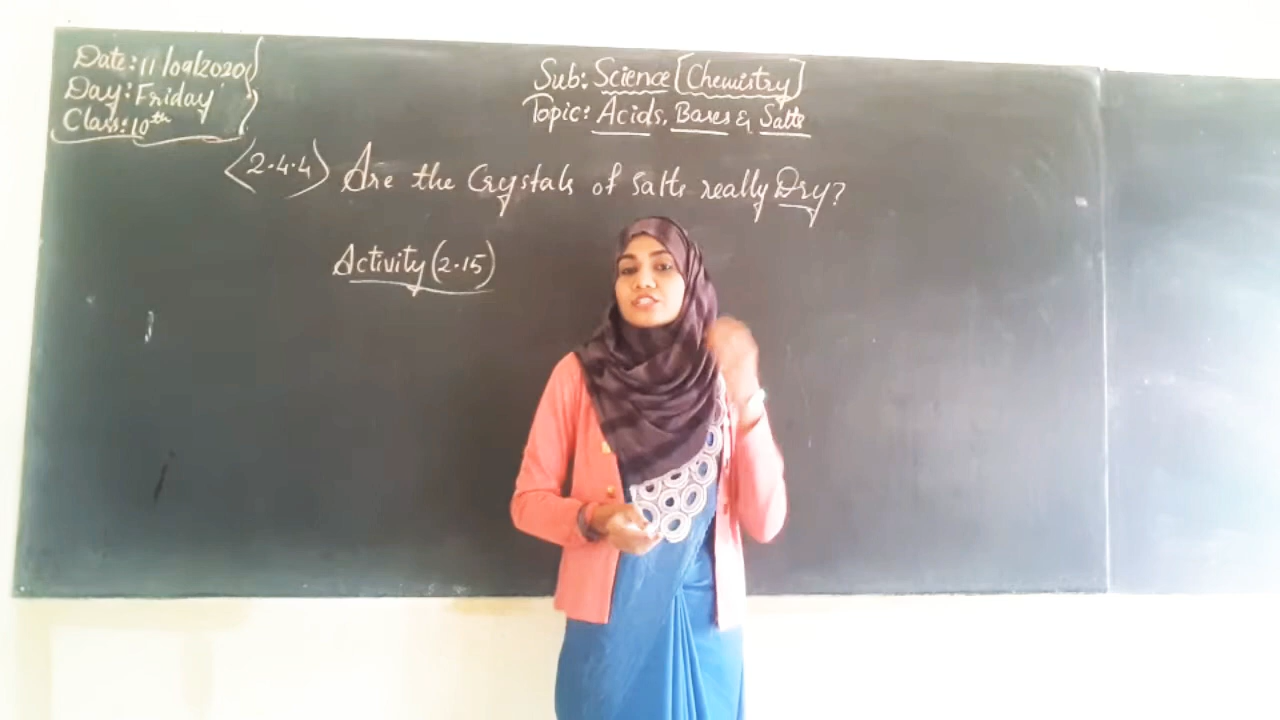 Date: 11/09/2020
Day: Friday
Class: 10th
Sub: Science [Chemistry]
Topic: Acids, Bases & Salts
<2.4.4> Are the Crystals of Salts really Dry?
Activity (2.15)